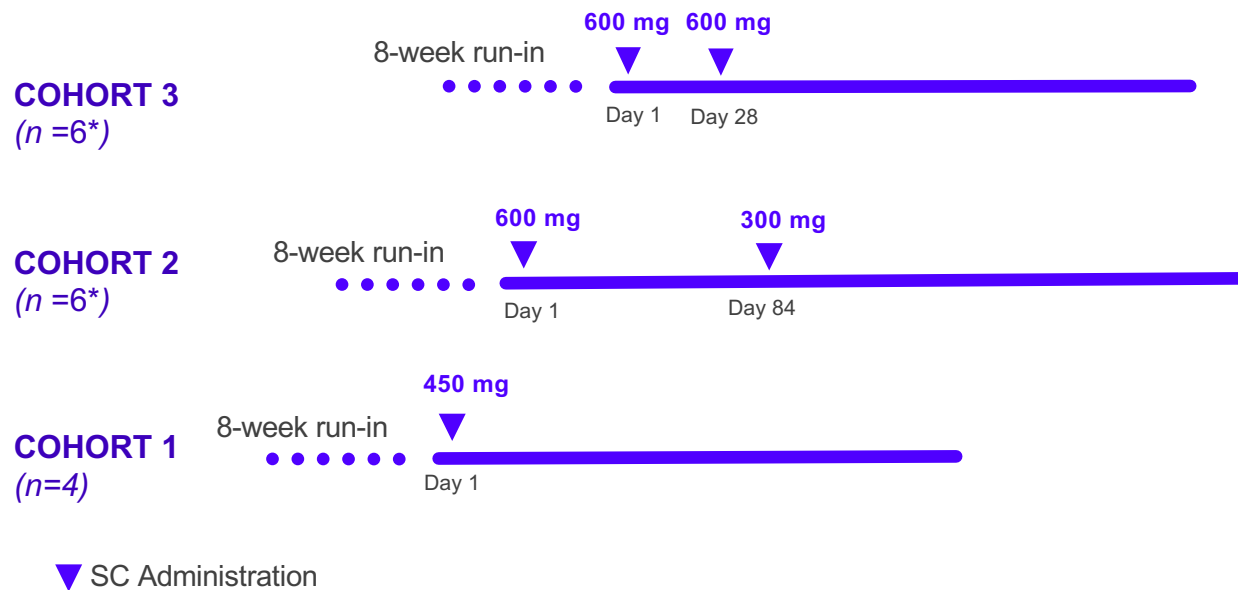 600 mg 600 mg
8-week run-in
COHORT 3
(n =6*)
Day 1 Day 28
600 mg 300 mg
8-week run-in
COHORT 2
(n =6*)
Day 1 Day 84
450 mg
8-week run-in
COHORT 1
(n=4)
Day 1
SC Administration